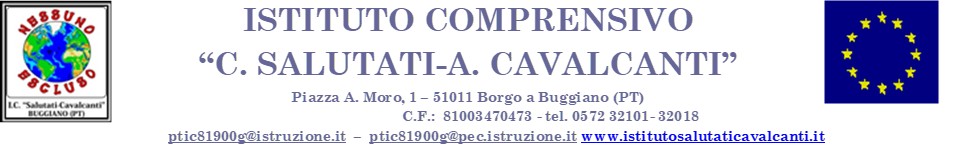 NESSUNO
ESCLUSO
I.C. "Salutati-Cavalcanti"
BUGGIANO (PT)
ISTITUTO COMPRENSIVO
“C. SALUTATI-A. CAVALCANTI”
Piazza A. Moro, 1 – 51011 Borgo a Buggiano (PT)
C.F.: 81003470473 - tel. 0572 32101- 32018
ptic81900g@istruzione.it – ptic81900g@pec.istruzione.it www.istitutosalutaticavalcanti.it